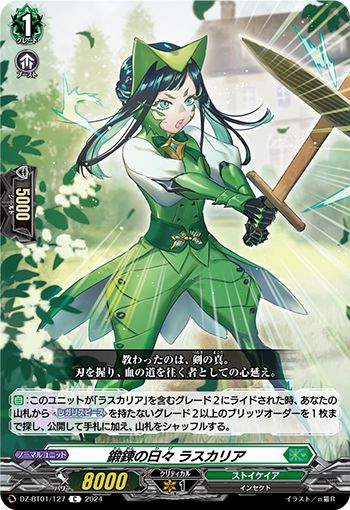 1
グレード
ブースト
5000
シールド
教わったのは、剣の真。
刃を握り、血の道を往く者としての心延え。
自:このユニットが「ラスカリア」を含むグレード2にライドされた時、あなたの
山札から レガリスピース を持たないグレード2以上のブリッツオーダーを1枚
まで探し、公開して手札に加え、山札をシャッフルする。
ノーマルユニット
鍛錬の日々 ラスカリア
パワー 8000
クリティカル
1
ストイケイア
インセクト
DZ-BT01/127 C 2024
イラスト/n猫R